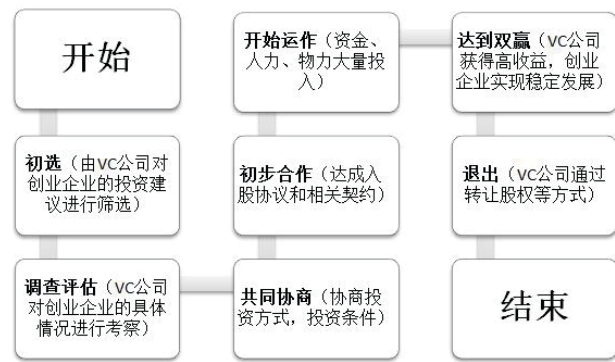 开始
初选（由VC公司对
创业企业的投资建
议进行筛选）
调查评估（VC公司
对创业企业的具体
情况进行考察）
共同协商（协商投
资方式，投资条件）
初步合作（达成入
股协议和相关契约）
开始运作（资金、
人力、物力大量投
入）
达到双赢（VC公司
获得高收益，创业
企业实现稳定发展）
退出（VC公司通过
转让股权等方式）
结束